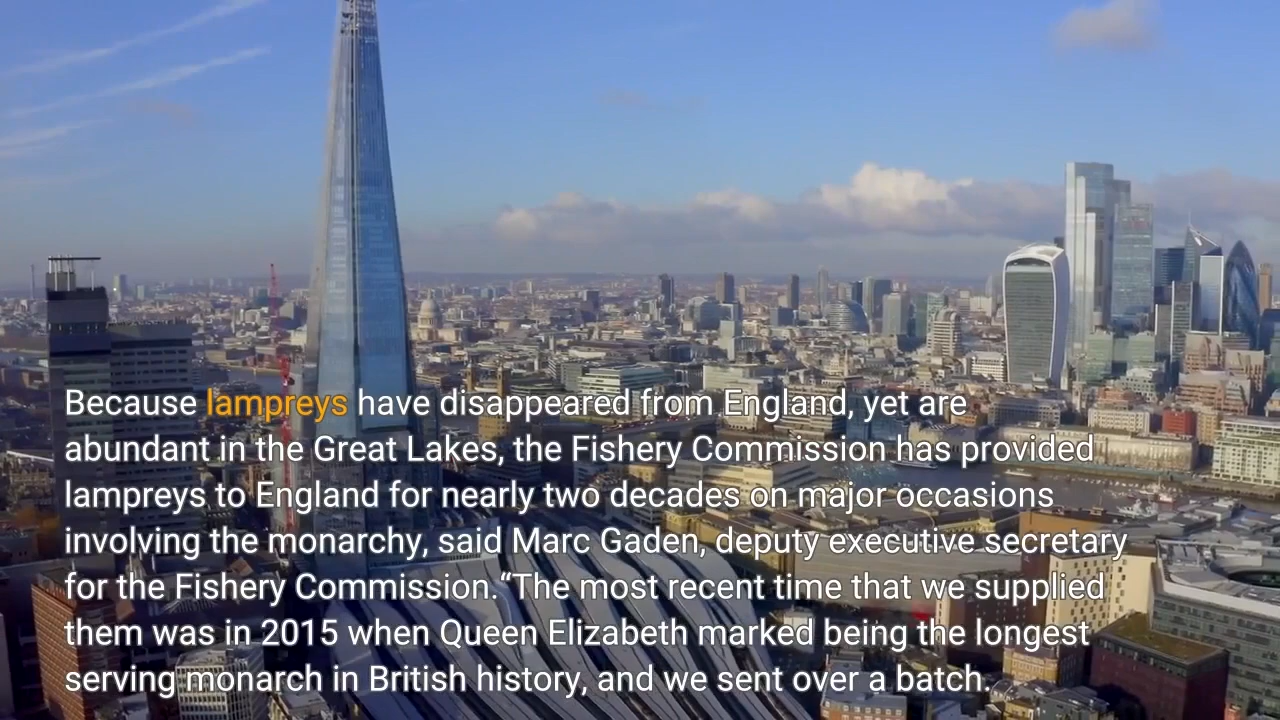 Because lampreys have disappeared from England, yet are
abundant in the Great Lakes, the Fishery Commission has provided
lampreys to England for nearly two decades on major occasions
involving the monarchy, said Marc Gaden, deputy executive secretary
for the Fishery Commission.“The most recent time that we supplied
them was in 2015 when Queen Elizabeth marked being the longest
serving monarch in British history, and we sent over a batch.